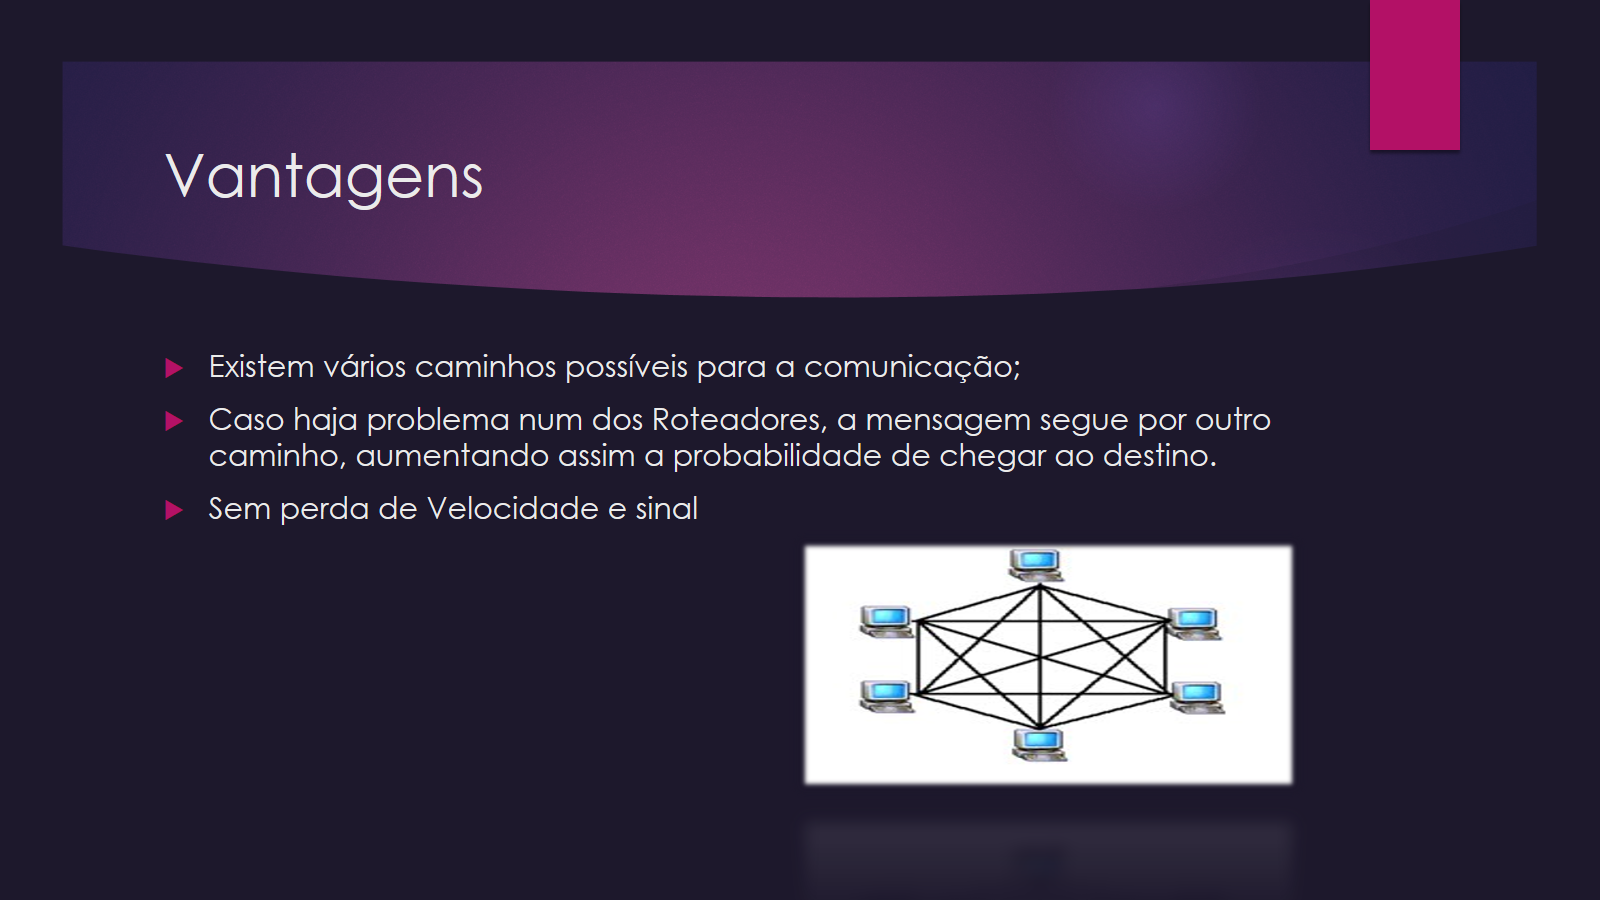 Vantagens
Existem vários caminhos possíveis para a comunicação;
Caso haja problema num dos Roteadores, a mensagem segue por outro
caminho, aumentando assim a probabilidade de chegar ao destino.
Sem perda de Velocidade e sinal